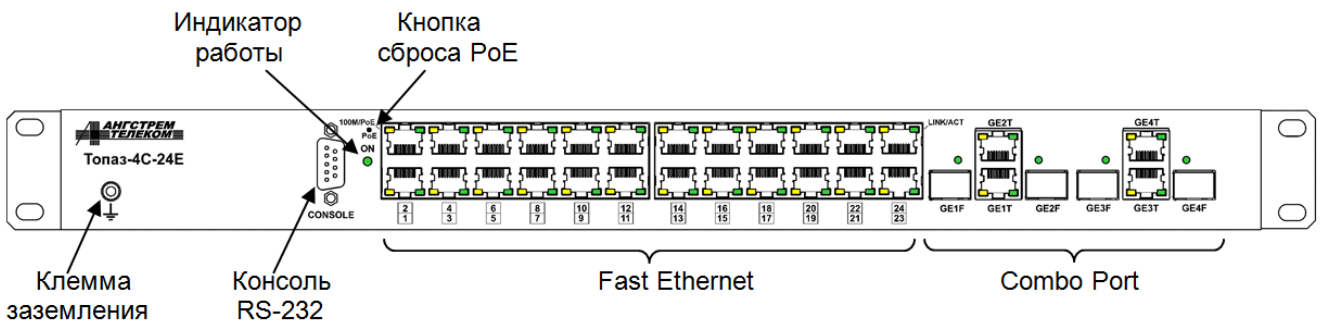 Индикатор
работы
Кнопка
сброса PoE
АНГСТРЕМ
ТЕЛЕКОМ
Топаз-4С-24Е
100M/PoE
PoE
ON
CONSOLE
LINK/ACT
GE2T
GE4T
2 4 6 8 10 12 14 16 18 20 22 24
1 3 5 7 9 11 13 15 17 19 21 23
GE1F GE1T GE2F GE3F GE3T GE4F
Клемма
заземления
Консоль
RS-232
Fast Ethernet
Combo Port